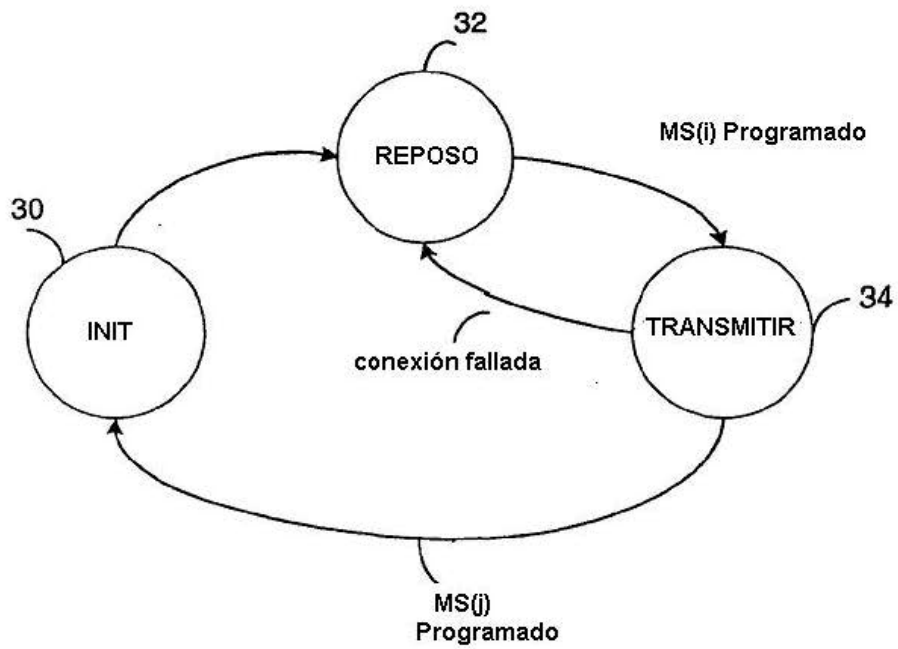 32
REPOSO
MS(i) Programado
30
INIT
34
TRANSMITIR
conexión fallada
MS(j)
Programado